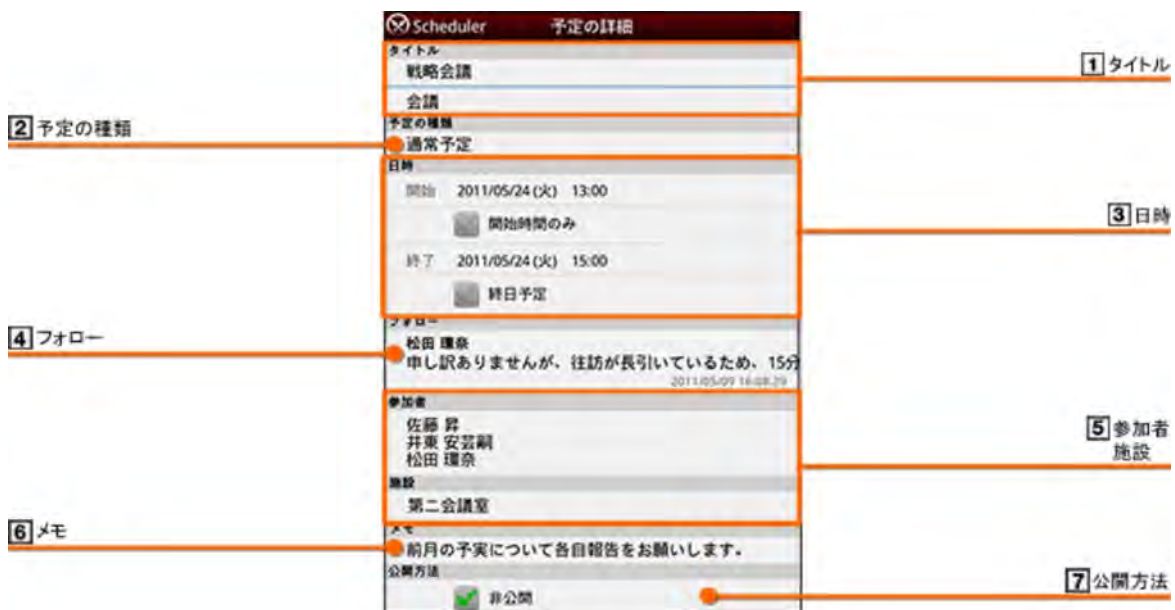 Scheduler 予定の詳細
タイトル
戦略会議
会議
予定の種類
通常予定
日時
開始 2011/05/24 (火) 13:00
開始時間のみ
終了 2011/05/24 (火) 15:00
終日予定
フォロー
松田 環奈
申し訳ありませんが、往訪が長引いているため、15分
2011/05/09 16:08:29
参加者
佐藤 昇
井東 安芸嗣
松田 環奈
施設
第二会議室
メモ
前月の予実について各自報告をお願いします。
公開方法
非公開
1 タイトル
2 予定の種類
3 日時
4 フォロー
5 参加者
施設
6 メモ
7 公開方法